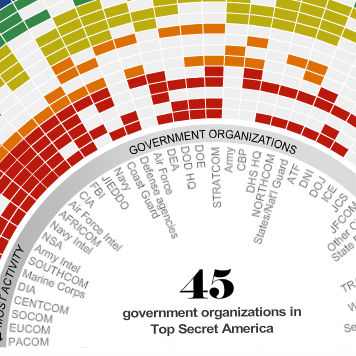 GOVERNMENT ORGANIZATIONS
MOST ACTIVITY
PACOM
EUCOM
SOCOM
CENTCOM
DIA
Marine Corps
SOUTHCOM
Army Intel
NSA
Navy Intel
AFRICOM
Air Force Intel
CIA
FBI
JIEDDO
Navy
Coast Guard
Defense agencies
Air Force
DEA
DOD HQ
DOE
STRATCOM
Army
CBP
DHS HQ
NORTHCOM
States/Nat'l Guard
ATF
DNI
DOJ
ICE
JCS
JFCOM
Other
State
45
government organizations in
Top Secret America